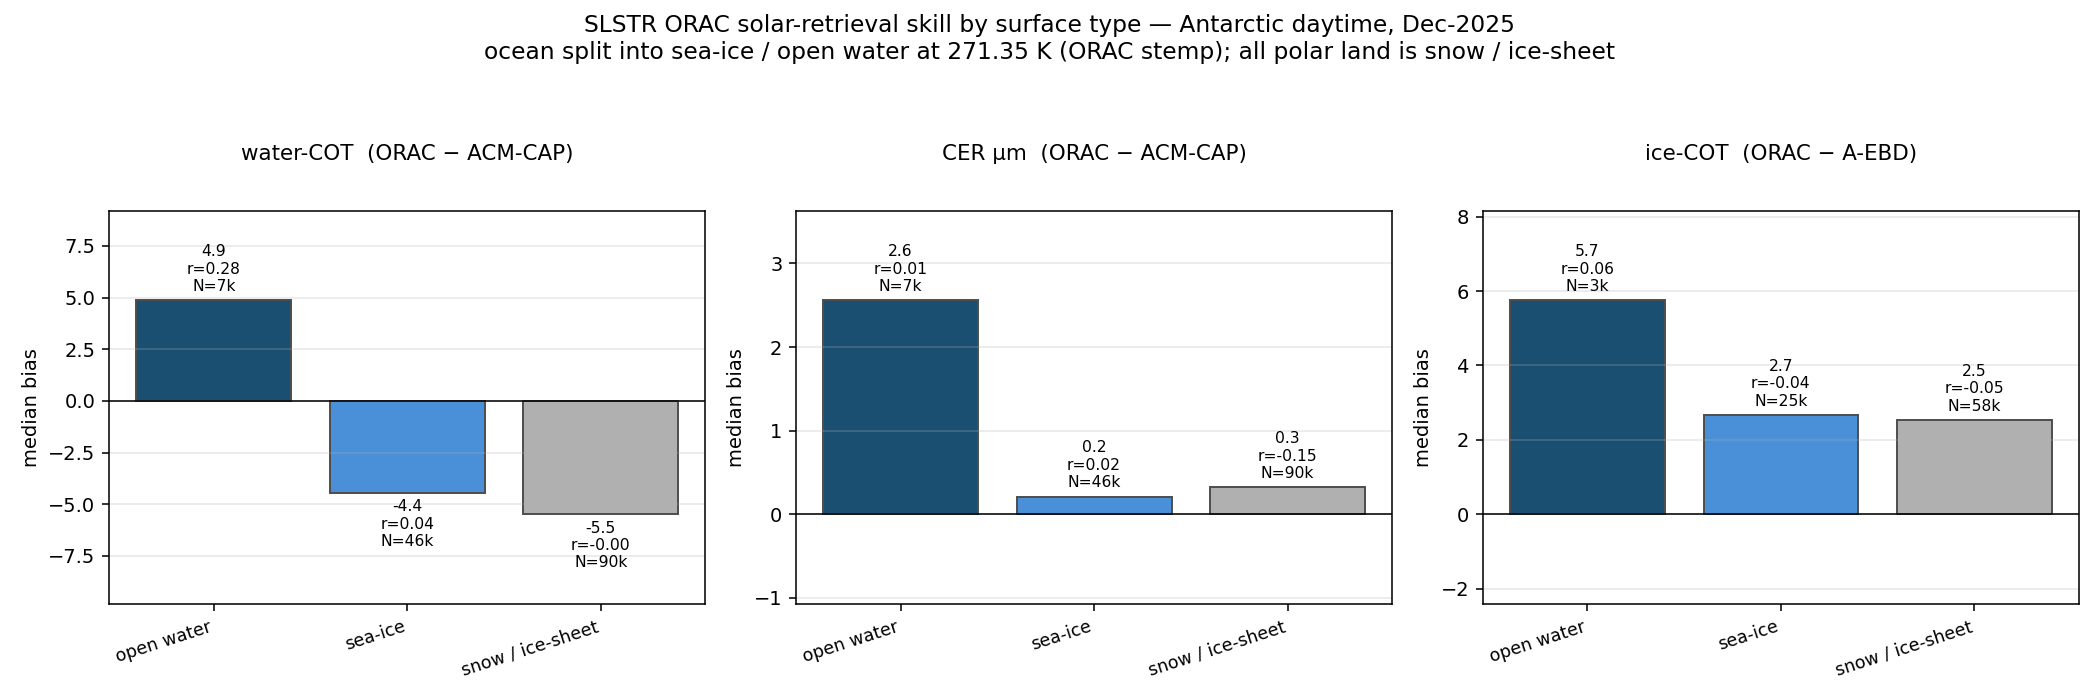 SLSTR ORAC solar-retrieval skill by surface type — Antarctic daytime, Dec-2025
ocean split into sea-ice / open water at 271.35 K (ORAC stemp); all polar land is snow / ice-sheet
water-COT (ORAC − ACM-CAP)
median bias
7.5
5.0
2.5
0.0
−2.5
−5.0
−7.5
4.9
r=0.28
N=7k
-4.4
r=0.04
N=46k
-5.5
r=-0.00
N=90k
open water
sea-ice
snow / ice-sheet
CER µm (ORAC − ACM-CAP)
median bias
3
2
1
0
−1
2.6
r=0.01
N=7k
0.2
r=0.02
N=46k
0.3
r=-0.15
N=90k
open water
sea-ice
snow / ice-sheet
ice-COT (ORAC − A-EBD)
median bias
8
6
4
2
0
−2
5.7
r=0.06
N=3k
2.7
r=-0.04
N=25k
2.5
r=-0.05
N=58k
open water
sea-ice
snow / ice-sheet